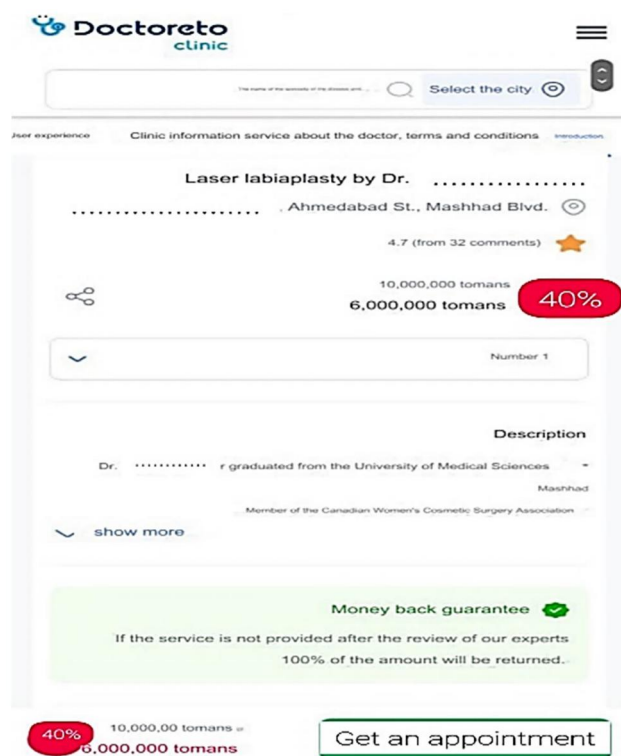 Doctoreto
clinic
Select the city
User experience Clinic information service about the doctor, terms and conditions Introduction
Laser labiaplasty by Dr. ................
...................... , Ahmedabad St., Mashhad Blvd.
4.7 (from 32 comments)
10,000,000 tomans
6,000,000 tomans 40%
Number 1
Description
Dr. ............ r graduated from the University of Medical Sciences -
Mashhad
Member of the Canadian Women's Cosmetic Surgery Association
show more
Money back guarantee
If the service is not provided after the review of our experts
100% of the amount will be returned.
40% 10,000,00 tomans
6,000,000 tomans
Get an appointment